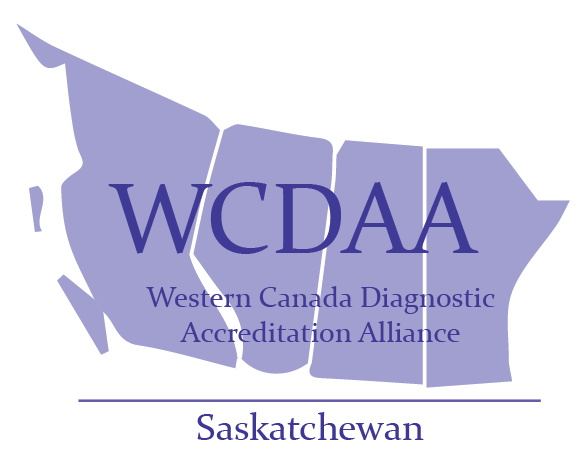 WCDAA
Western Canada Diagnostic
Accreditation Alliance
Saskatchewan